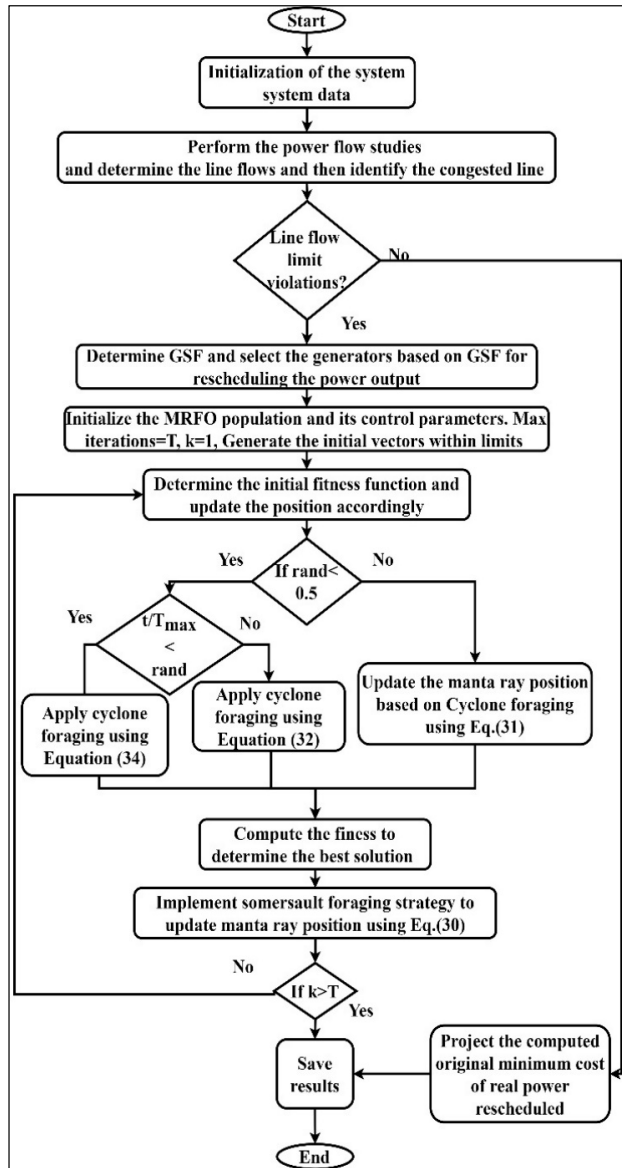 Start
Initialization of the system
system data
Perform the power flow studies
and determine the line flows and then identify the congested line
Line flow
limit
violations?
No
Yes
Determine GSF and select the generators based on GSF for
rescheduling the power output
Initialize the MRFO population and its control parameters. Max
iterations=T, k=1, Generate the initial vectors within limits
Determine the initial fitness function and
update the position accordingly
Yes
If rand<
0.5
No
Yes
t/Tmax
<
rand
No
Apply cyclone
foraging using
Equation (34)
Apply cyclone
foraging using
Equation (32)
Update the manta ray position
based on Cyclone foraging
using Eq.(31)
Compute the finess to
determine the best solution
Implement somersault foraging strategy to
update manta ray position using Eq.(30)
No
If k>T
Yes
Save
results
Project the computed
original minimum cost
of real power
rescheduled
End